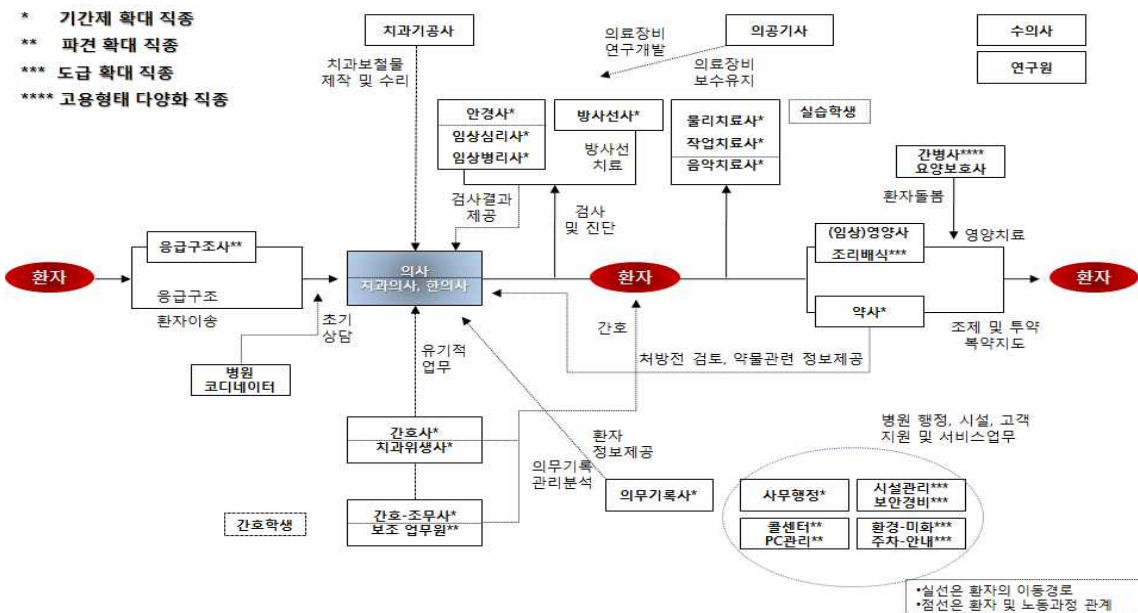 * 기간제 확대 직종
** 파견 확대 직종
*** 도급 확대 직종
**** 고용형태 다양화 직종
치과기공사
의료장비
연구개발
의공기사
수의사
연구원
치과보철물
제작 및 수리
의료장비
보수유지
안경사*
임상심리사*
임상병리사*
방사선사*
방사선
치료
물리치료사*
작업치료사*
음악치료사*
실습학생
간병사****
요양보호사
환자돌봄
검사결과
제공
검사
및 진단
응급구조사**
(임상)영양사
조리배식***
영양치료
환자
의사
치과의사, 한의사
환자
환자
응급구조
환자이송
초기
상담
약사*
조제 및 투약
복약지도
간호
유기적
업무
처방전 검토, 약물관련 정보제공
병원
코디네이터
간호사*
치과위생사*
환자
정보제공
의무기록
관리분석
병원 행정, 시설, 고객
지원 및 서비스업무
의무기록사*
사무행정*
시설관리***
보안경비***
간호학생
간호-조무사*
보조 업무원**
콜센터**
PC관리**
환경-미화***
주차-안내***
•실선은 환자의 이동경로
•점선은 환자 및 노동과정 관계